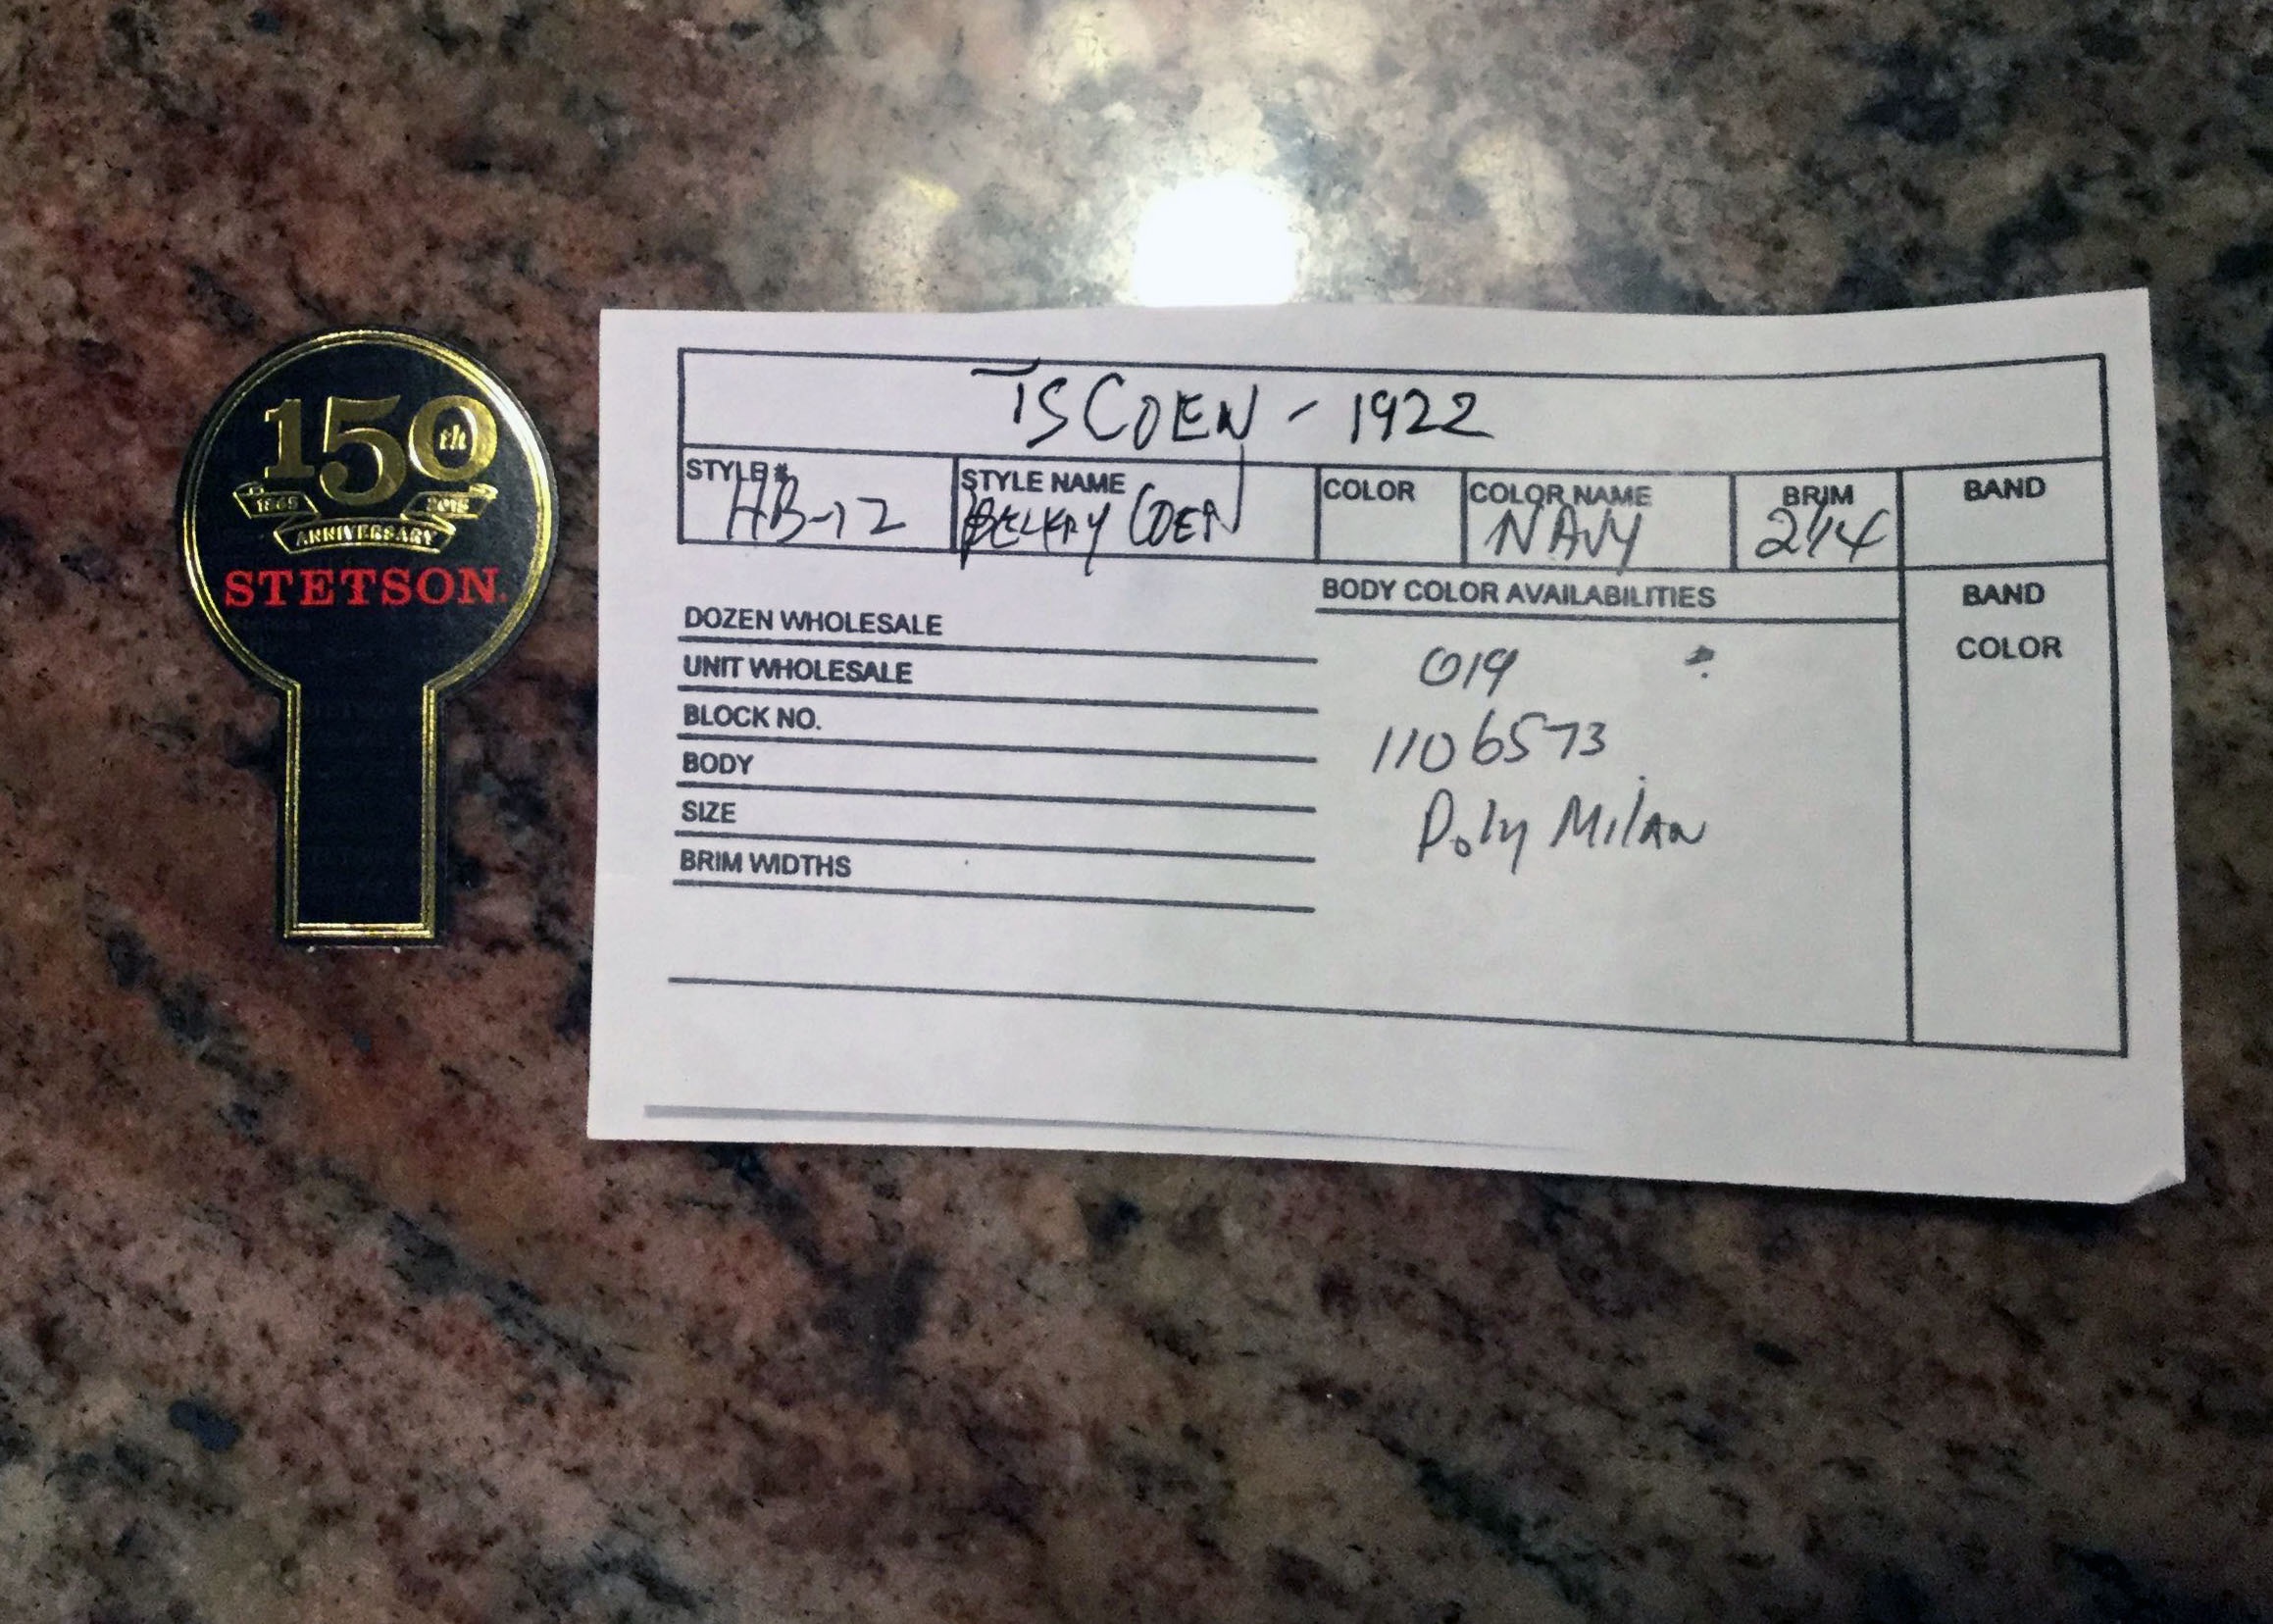 150th
1865 2015
ANNIVERSARY
STETSON.
TSCOEN - 1922
STYLE # STYLE NAME COLOR COLOR NAME BRIM BAND
HB-12 COEN NAVY 2 1/4
BODY COLOR AVAILABILITIES
BAND
COLOR
DOZEN WHOLESALE
UNIT WHOLESALE
BLOCK NO.
BODY
SIZE
BRIM WIDTHS
019
1106573
Poly Milan